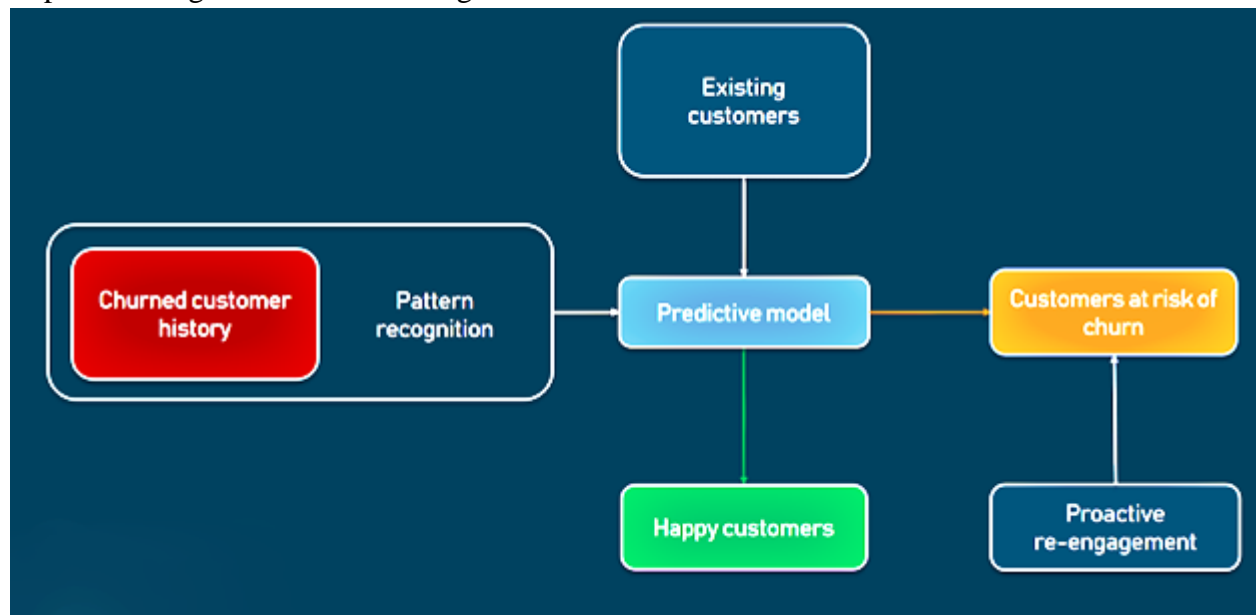 Existing
customers
Churned customer
history
Pattern
recognition
Predictive model
Customers at risk of
churn
Happy customers
Proactive
re-engagement